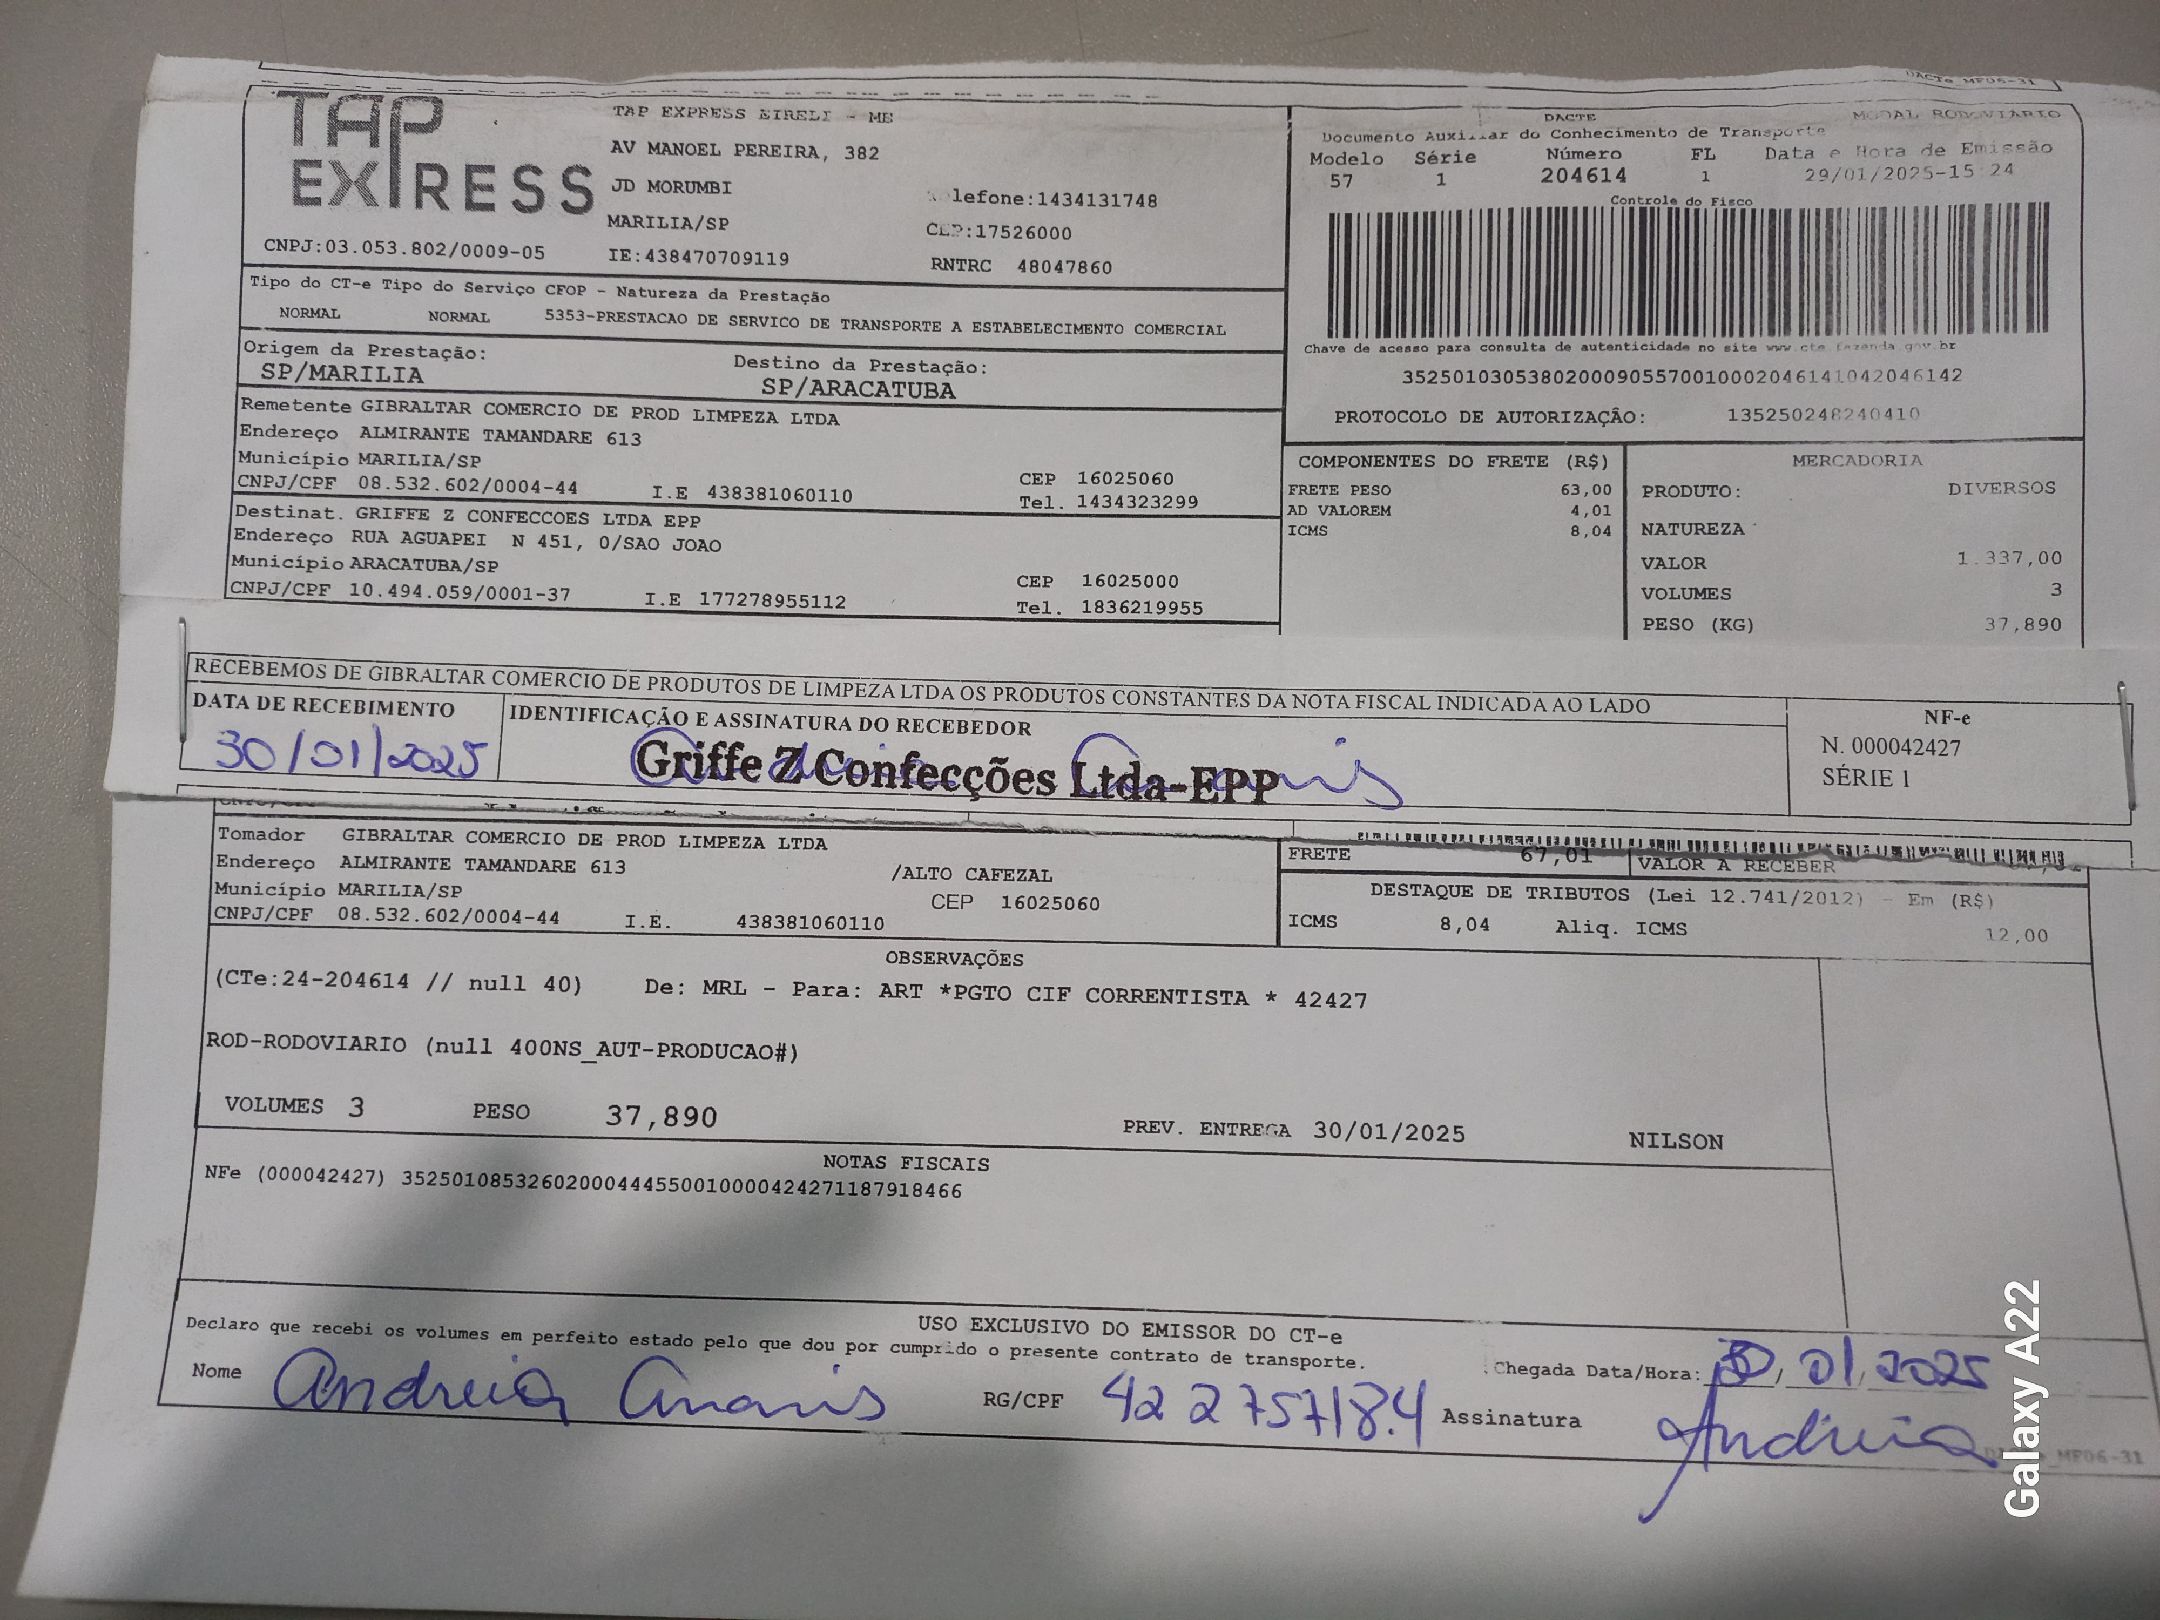 TAP EXPRESS
TAP EXPRESS EIRELI - ME
AV MANOEL PEREIRA, 382
JD MORUMBI
lefone:1434131748
MARILIA/SP
CEP:17526000
CNPJ:03.053.802/0009-05
IE:438470709119
RNTRC 48047860
DACTE MODAL RODOVIÁRIO
Documento Auxiliar do Conhecimento de Transporte
Modelo Série Número FL Data e Hora de Emissão
57 1 204614 1 29/01/2025-15 24
Controle do Fisco
Chave de acesso para consulta de autenticidade no site www.cte.fazenda.gov.br
35250103053802000905570010002046141042046142
PROTOCOLO DE AUTORIZAÇÃO: 135250248240410
Tipo do CT-e Tipo do Serviço CFOP - Natureza da Prestação
NORMAL NORMAL 5353-PRESTACAO DE SERVICO DE TRANSPORTE A ESTABELECIMENTO COMERCIAL
Origem da Prestação: Destino da Prestação:
SP/MARILIA SP/ARACATUBA
Remetente GIBRALTAR COMERCIO DE PROD LIMPEZA LTDA
Endereço ALMIRANTE TAMANDARE 613
Município MARILIA/SP CEP 16025060
CNPJ/CPF 08.532.602/0004-44 I.E 438381060110 Tel. 1434323299
Destinat. GRIFFE Z CONFECCOES LTDA EPP
Endereço RUA AGUAPEI N 451, 0/SAO JOAO
Município ARACATUBA/SP CEP 16025000
CNPJ/CPF 10.494.059/0001-37 I.E 177278955112 Tel. 1836219955
COMPONENTES DO FRETE (R$)
FRETE PESO 63,00
AD VALOREM 4,01
ICMS 8,04
MERCADORIA
PRODUTO: DIVERSOS
NATUREZA
VALOR 1.337,00
VOLUMES 3
PESO (KG) 37,890
RECEBEMOS DE GIBRALTAR COMERCIO DE PRODUTOS DE LIMPEZA LTDA OS PRODUTOS CONSTANTES DA NOTA FISCAL INDICADA AO LADO
DATA DE RECEBIMENTO
30/01/2025
IDENTIFICAÇÃO E ASSINATURA DO RECEBEDOR
Griffe Z Confecções Ltda-EPP
NF-e
N. 000042427
SÉRIE 1
Tomador GIBRALTAR COMERCIO DE PROD LIMPEZA LTDA
Endereço ALMIRANTE TAMANDARE 613 /ALTO CAFEZAL
Município MARILIA/SP CEP 16025060
CNPJ/CPF 08.532.602/0004-44 I.E. 438381060110
FRETE 67,01 VALOR A RECEBER
DESTAQUE DE TRIBUTOS (Lei 12.741/2012) - Em (R$)
ICMS 8,04 Aliq. ICMS 12,00
OBSERVAÇÕES
(CTe:24-204614 // null 40) De: MRL - Para: ART *PGTO CIF CORRENTISTA * 42427
ROD-RODOVIARIO (null 400NS_AUT-PRODUCAO#)
VOLUMES 3 PESO 37,890 PREV. ENTREGA 30/01/2025 NILSON
NOTAS FISCAIS
NFe (000042427) 35250108532602000444550010000424271187918466
USO EXCLUSIVO DO EMISSOR DO CT-e
Declaro que recebi os volumes em perfeito estado pelo que dou por cumprido o presente contrato de transporte.
Chegada Data/Hora: 30/01/2025
Nome Andreia RG/CPF 42275718.4 Assinatura Andreia
MF06-31
Galaxy A22